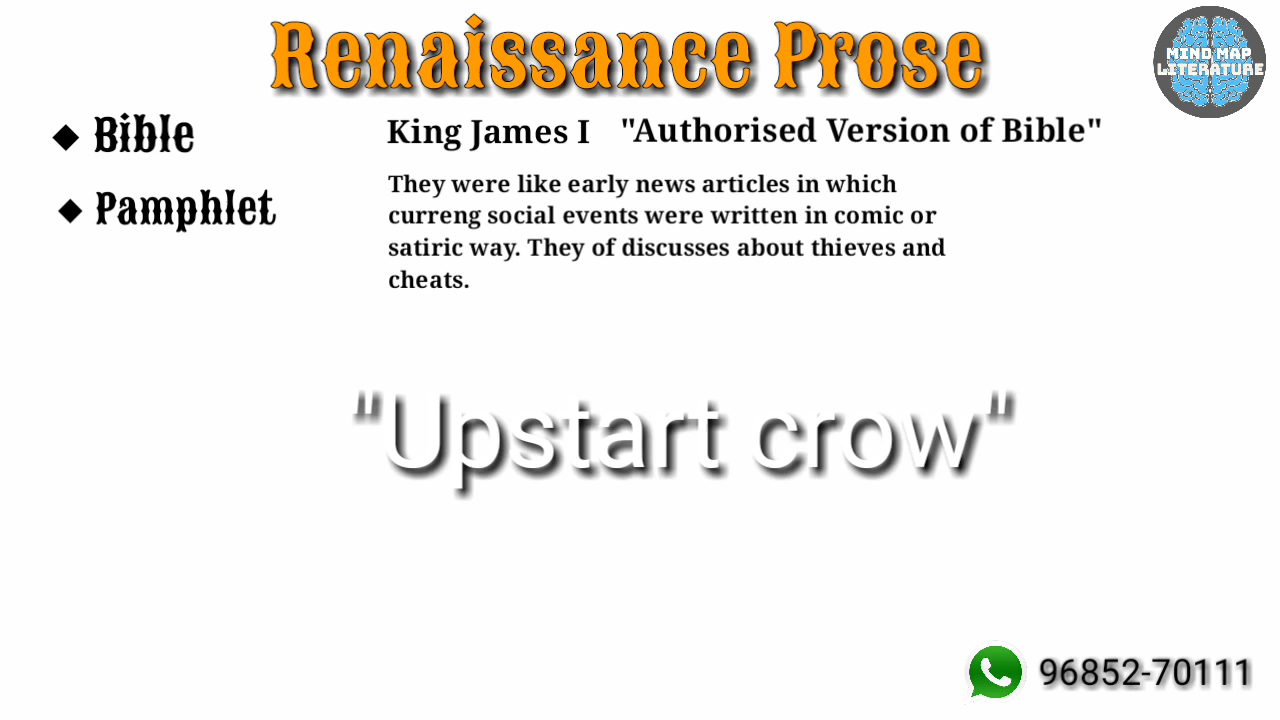 Renaissance Prose
MIND MAP
LITERATURE
◆ Bible
King James I "Authorised Version of Bible"
◆ Pamphlet
They were like early news articles in which
curreng social events were written in comic or
satiric way. They of discusses about thieves and
cheats.
"Upstart crow"
96852-70111